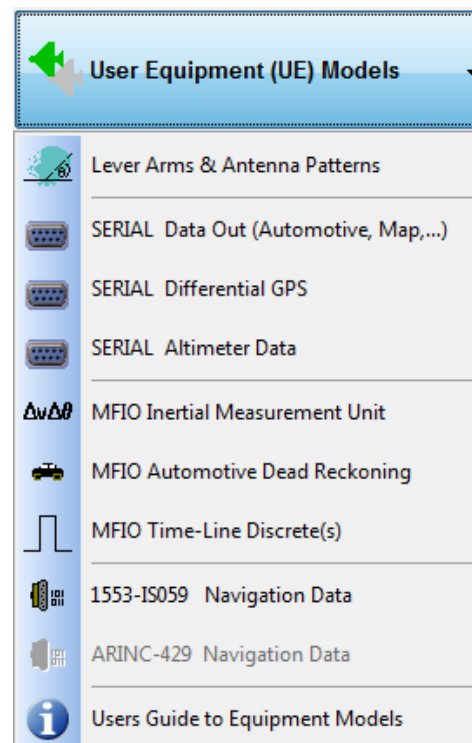 User Equipment (UE) Models
Lever Arms & Antenna Patterns
SERIAL Data Out (Automotive, Map,...)
SERIAL Differential GPS
SERIAL Altimeter Data
ΔvΔθ MFIO Inertial Measurement Unit
MFIO Automotive Dead Reckoning
MFIO Time-Line Discrete(s)
1553-IS059 Navigation Data
ARINC-429 Navigation Data
Users Guide to Equipment Models